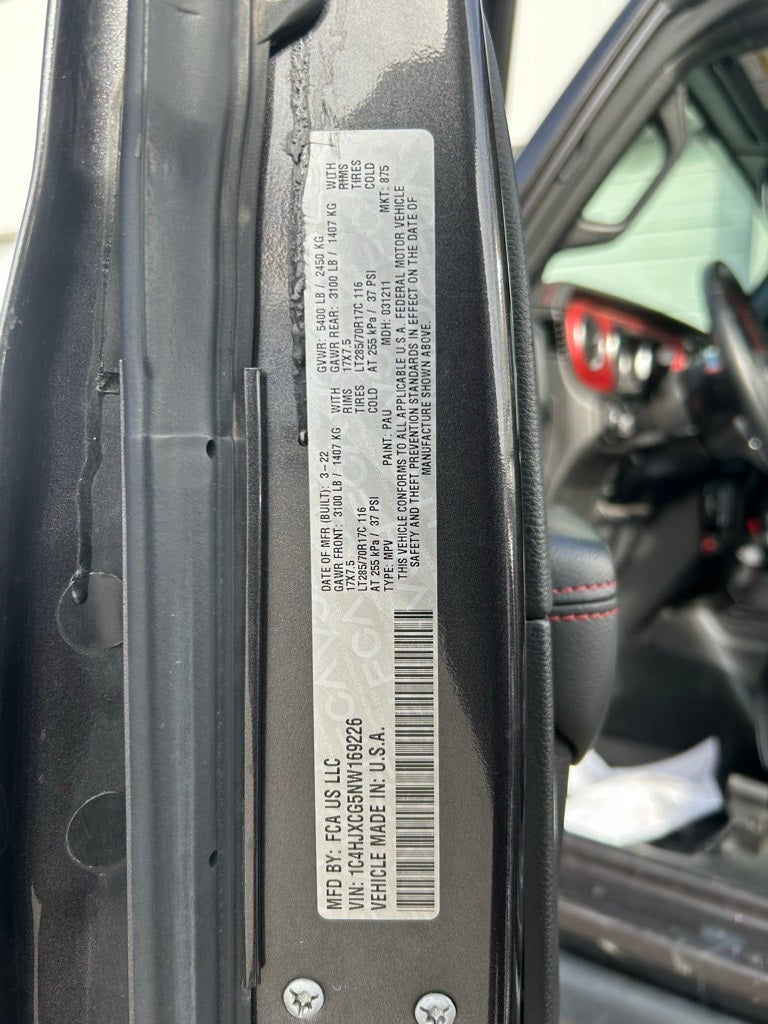 MFD BY: FCA US LLC
VIN: 1C4HJXCG5NW169226
VEHICLE MADE IN: U.S.A.
DATE OF MFR (BUILT): 3-22 GVWR: 5400 LB / 2450 KG
GAWR FRONT: 3100 LB / 1407 KG WITH GAWR REAR: 3100 LB / 1407 KG WITH
17X7.5 RIMS 17X7.5 RIMS
LT285/70R17C 116 TIRES LT285/70R17C 116 TIRES
AT 255 kPa / 37 PSI COLD AT 255 kPa / 37 PSI COLD
TYPE: MPV PAINT: PAU MDH: 031211 MKT: 875
THIS VEHICLE CONFORMS TO ALL APPLICABLE U.S.A. FEDERAL MOTOR VEHICLE
SAFETY AND THEFT PREVENTION STANDARDS IN EFFECT ON THE DATE OF
MANUFACTURE SHOWN ABOVE.
FCA